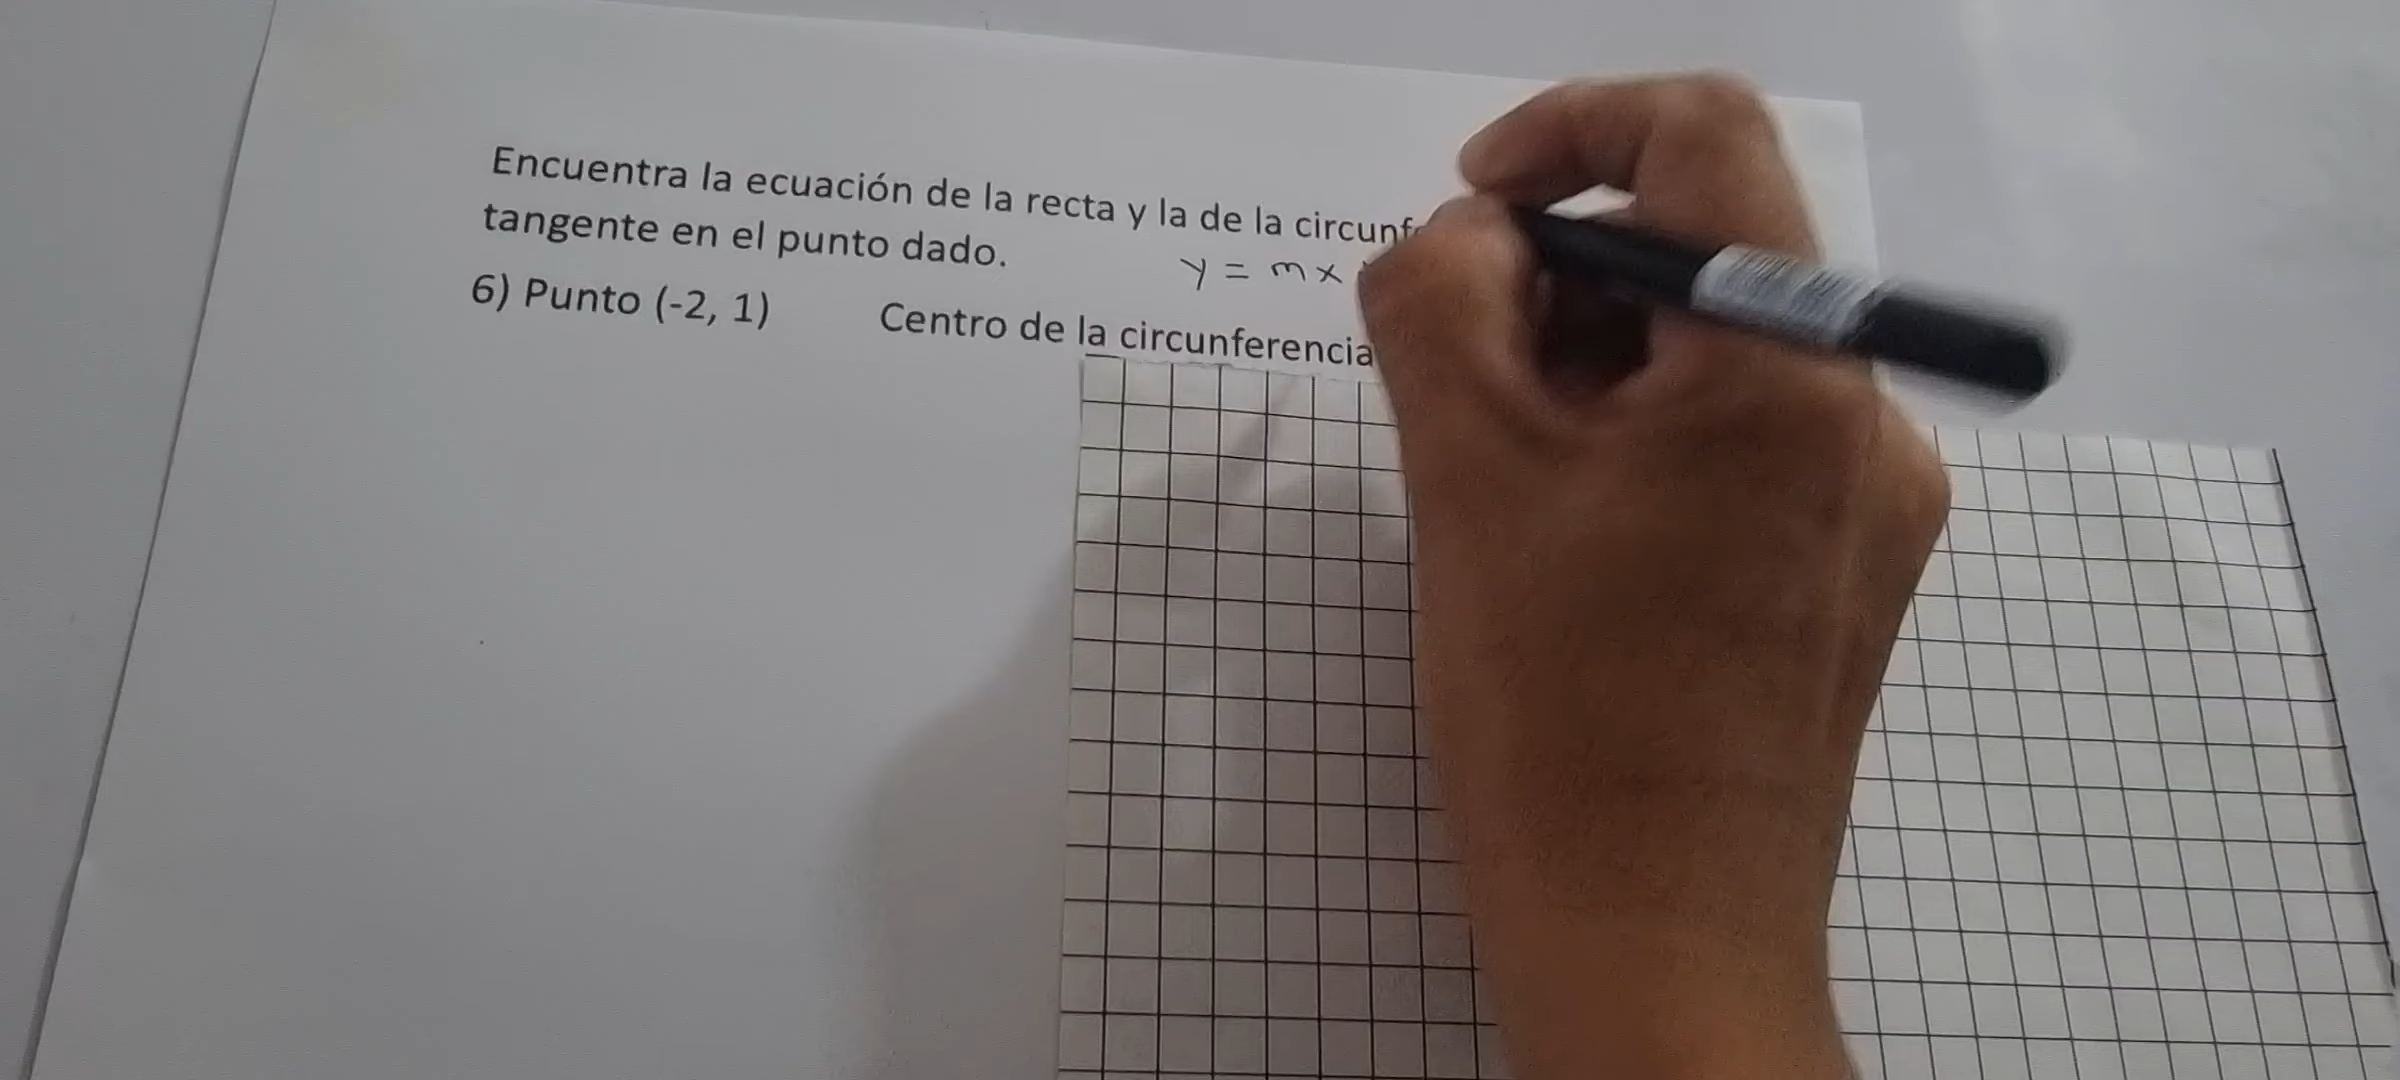 Encuentra la ecuación de la recta y la de la
tangente en el punto dado.
y = mx
6) Punto (-2, 1) Centro de la circunferencia